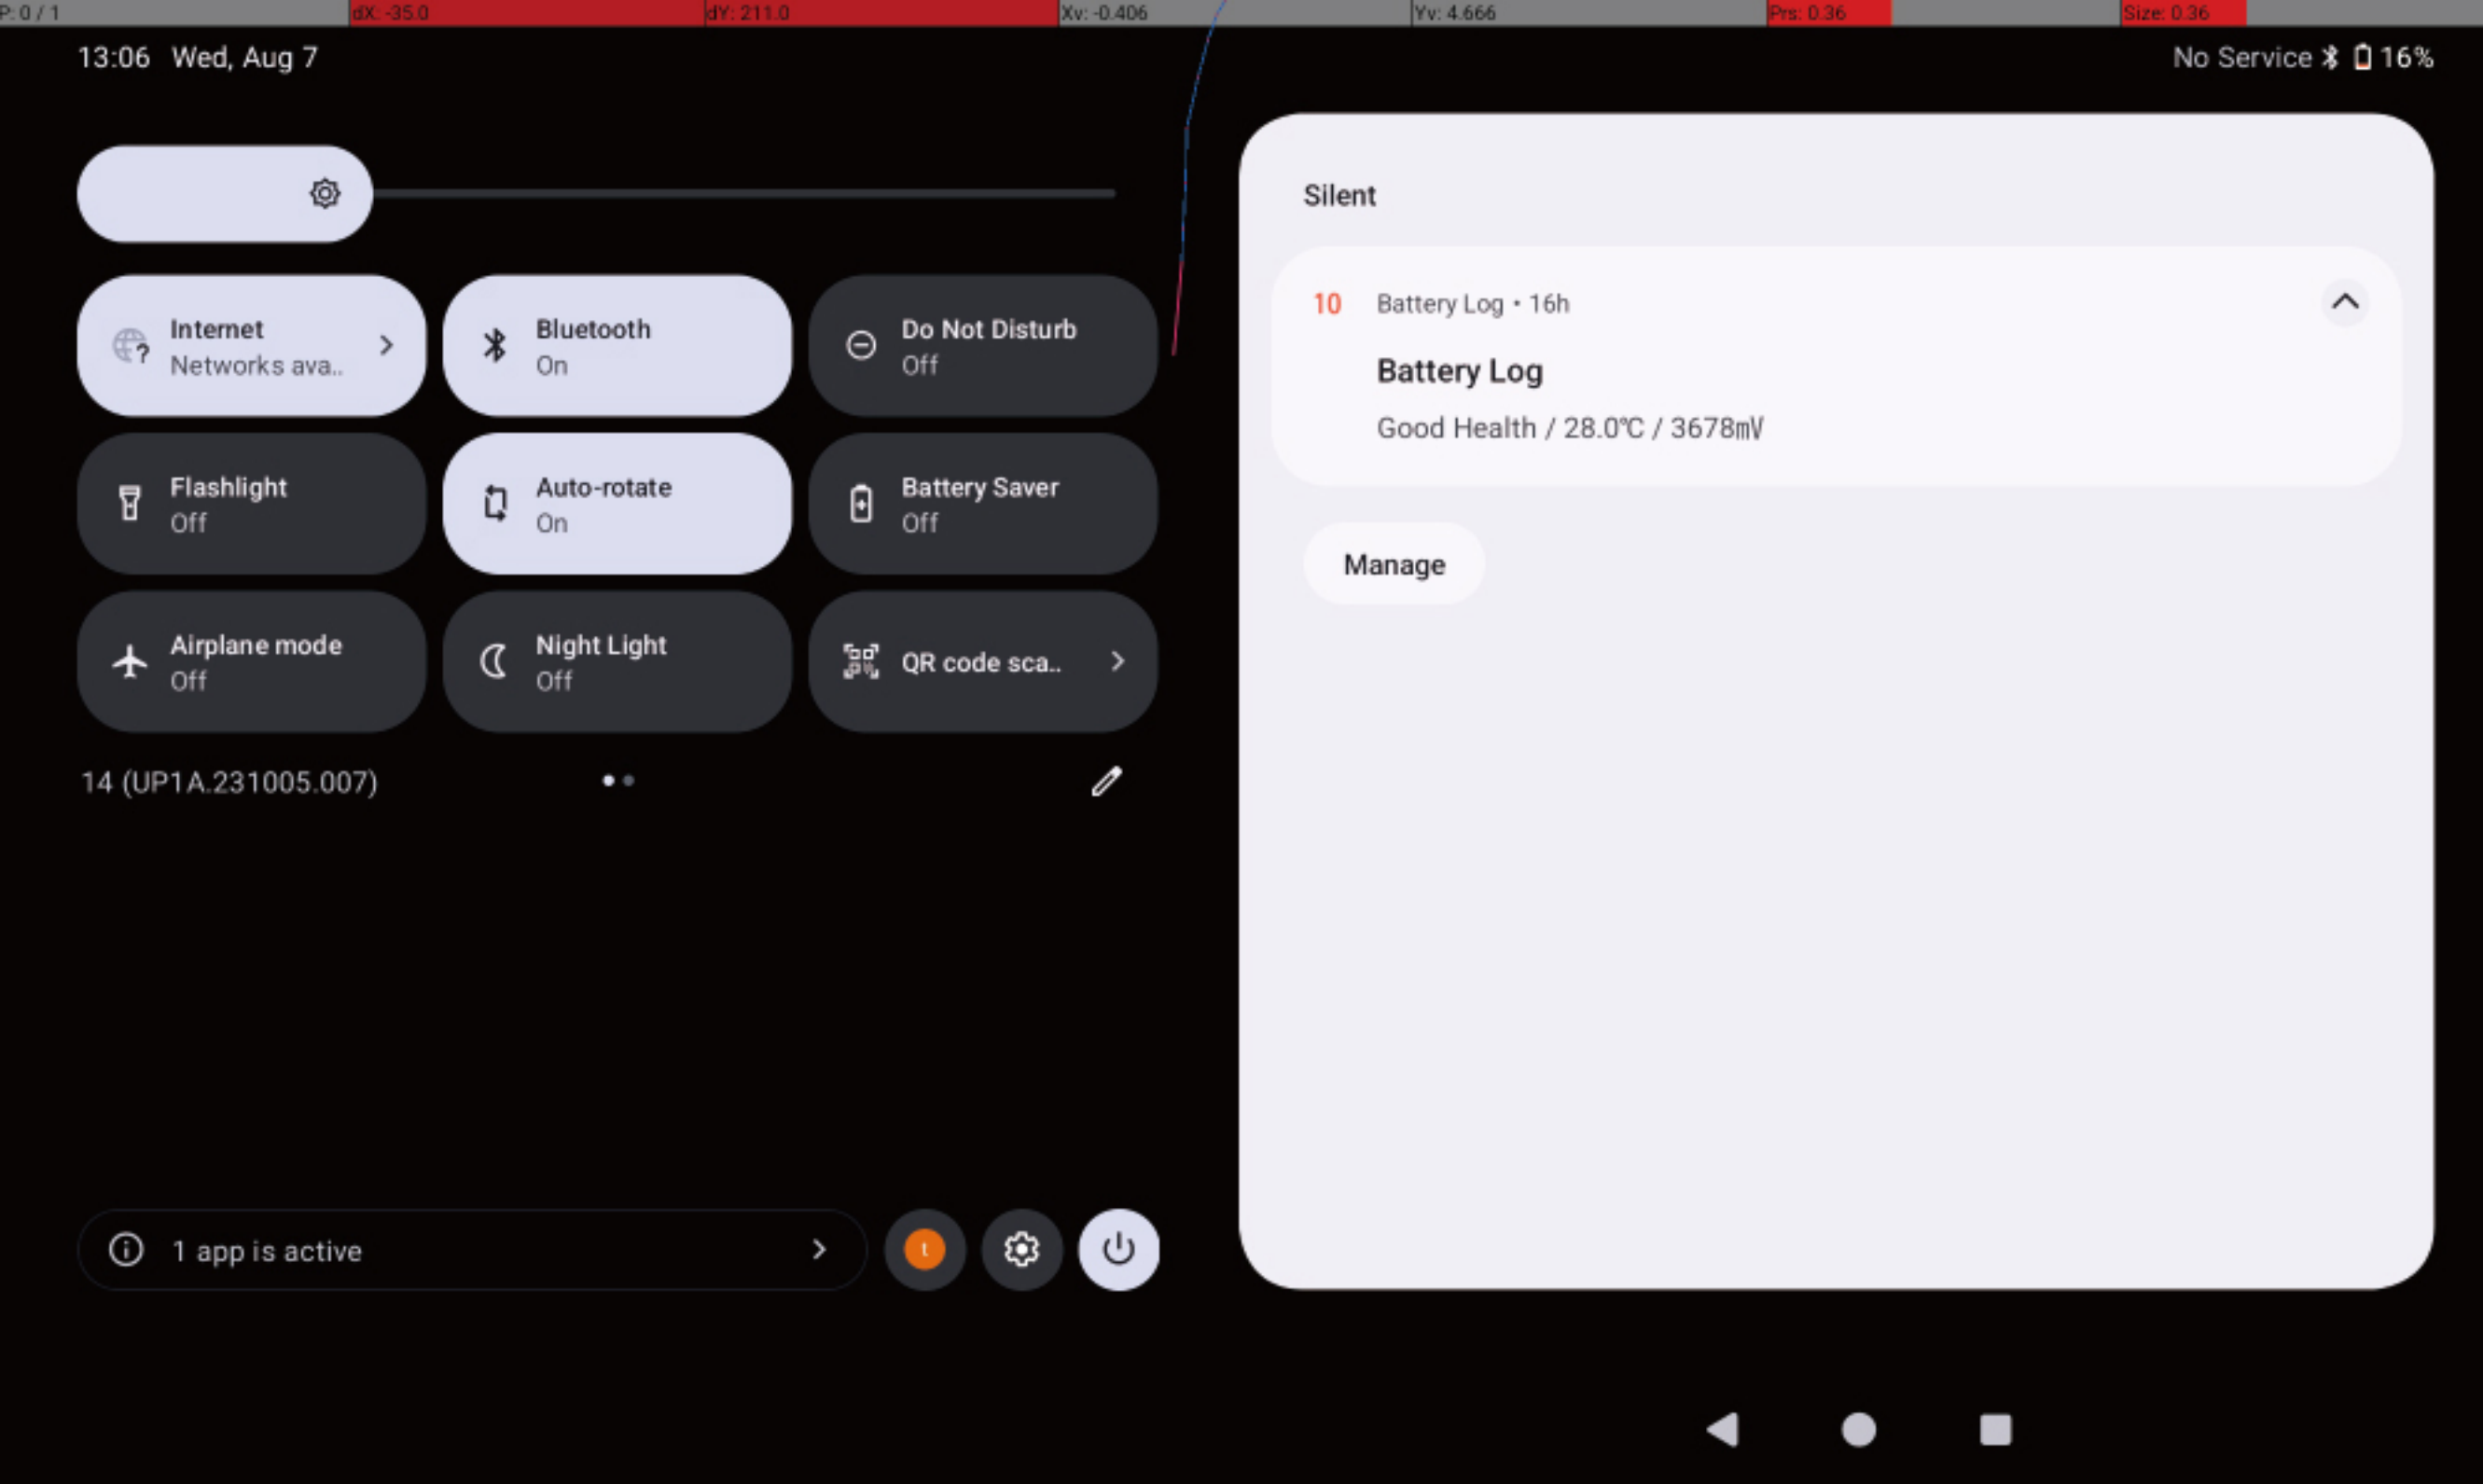 P: 0 / 1
dX: -35.0
dY: 211.0
Xv: -0.406
Yv: 4.666
Prs: 0.36
Size: 0.36
13:06 Wed, Aug 7
No Service 16%
Internet
Networks ava..
Bluetooth
On
Do Not Disturb
Off
Flashlight
Off
Auto-rotate
On
Battery Saver
Off
Airplane mode
Off
Night Light
Off
QR code sca..
14 (UP1A.231005.007)
1 app is active
t
Silent
10 Battery Log • 16h
Battery Log
Good Health / 28.0℃ / 3678mV
Manage